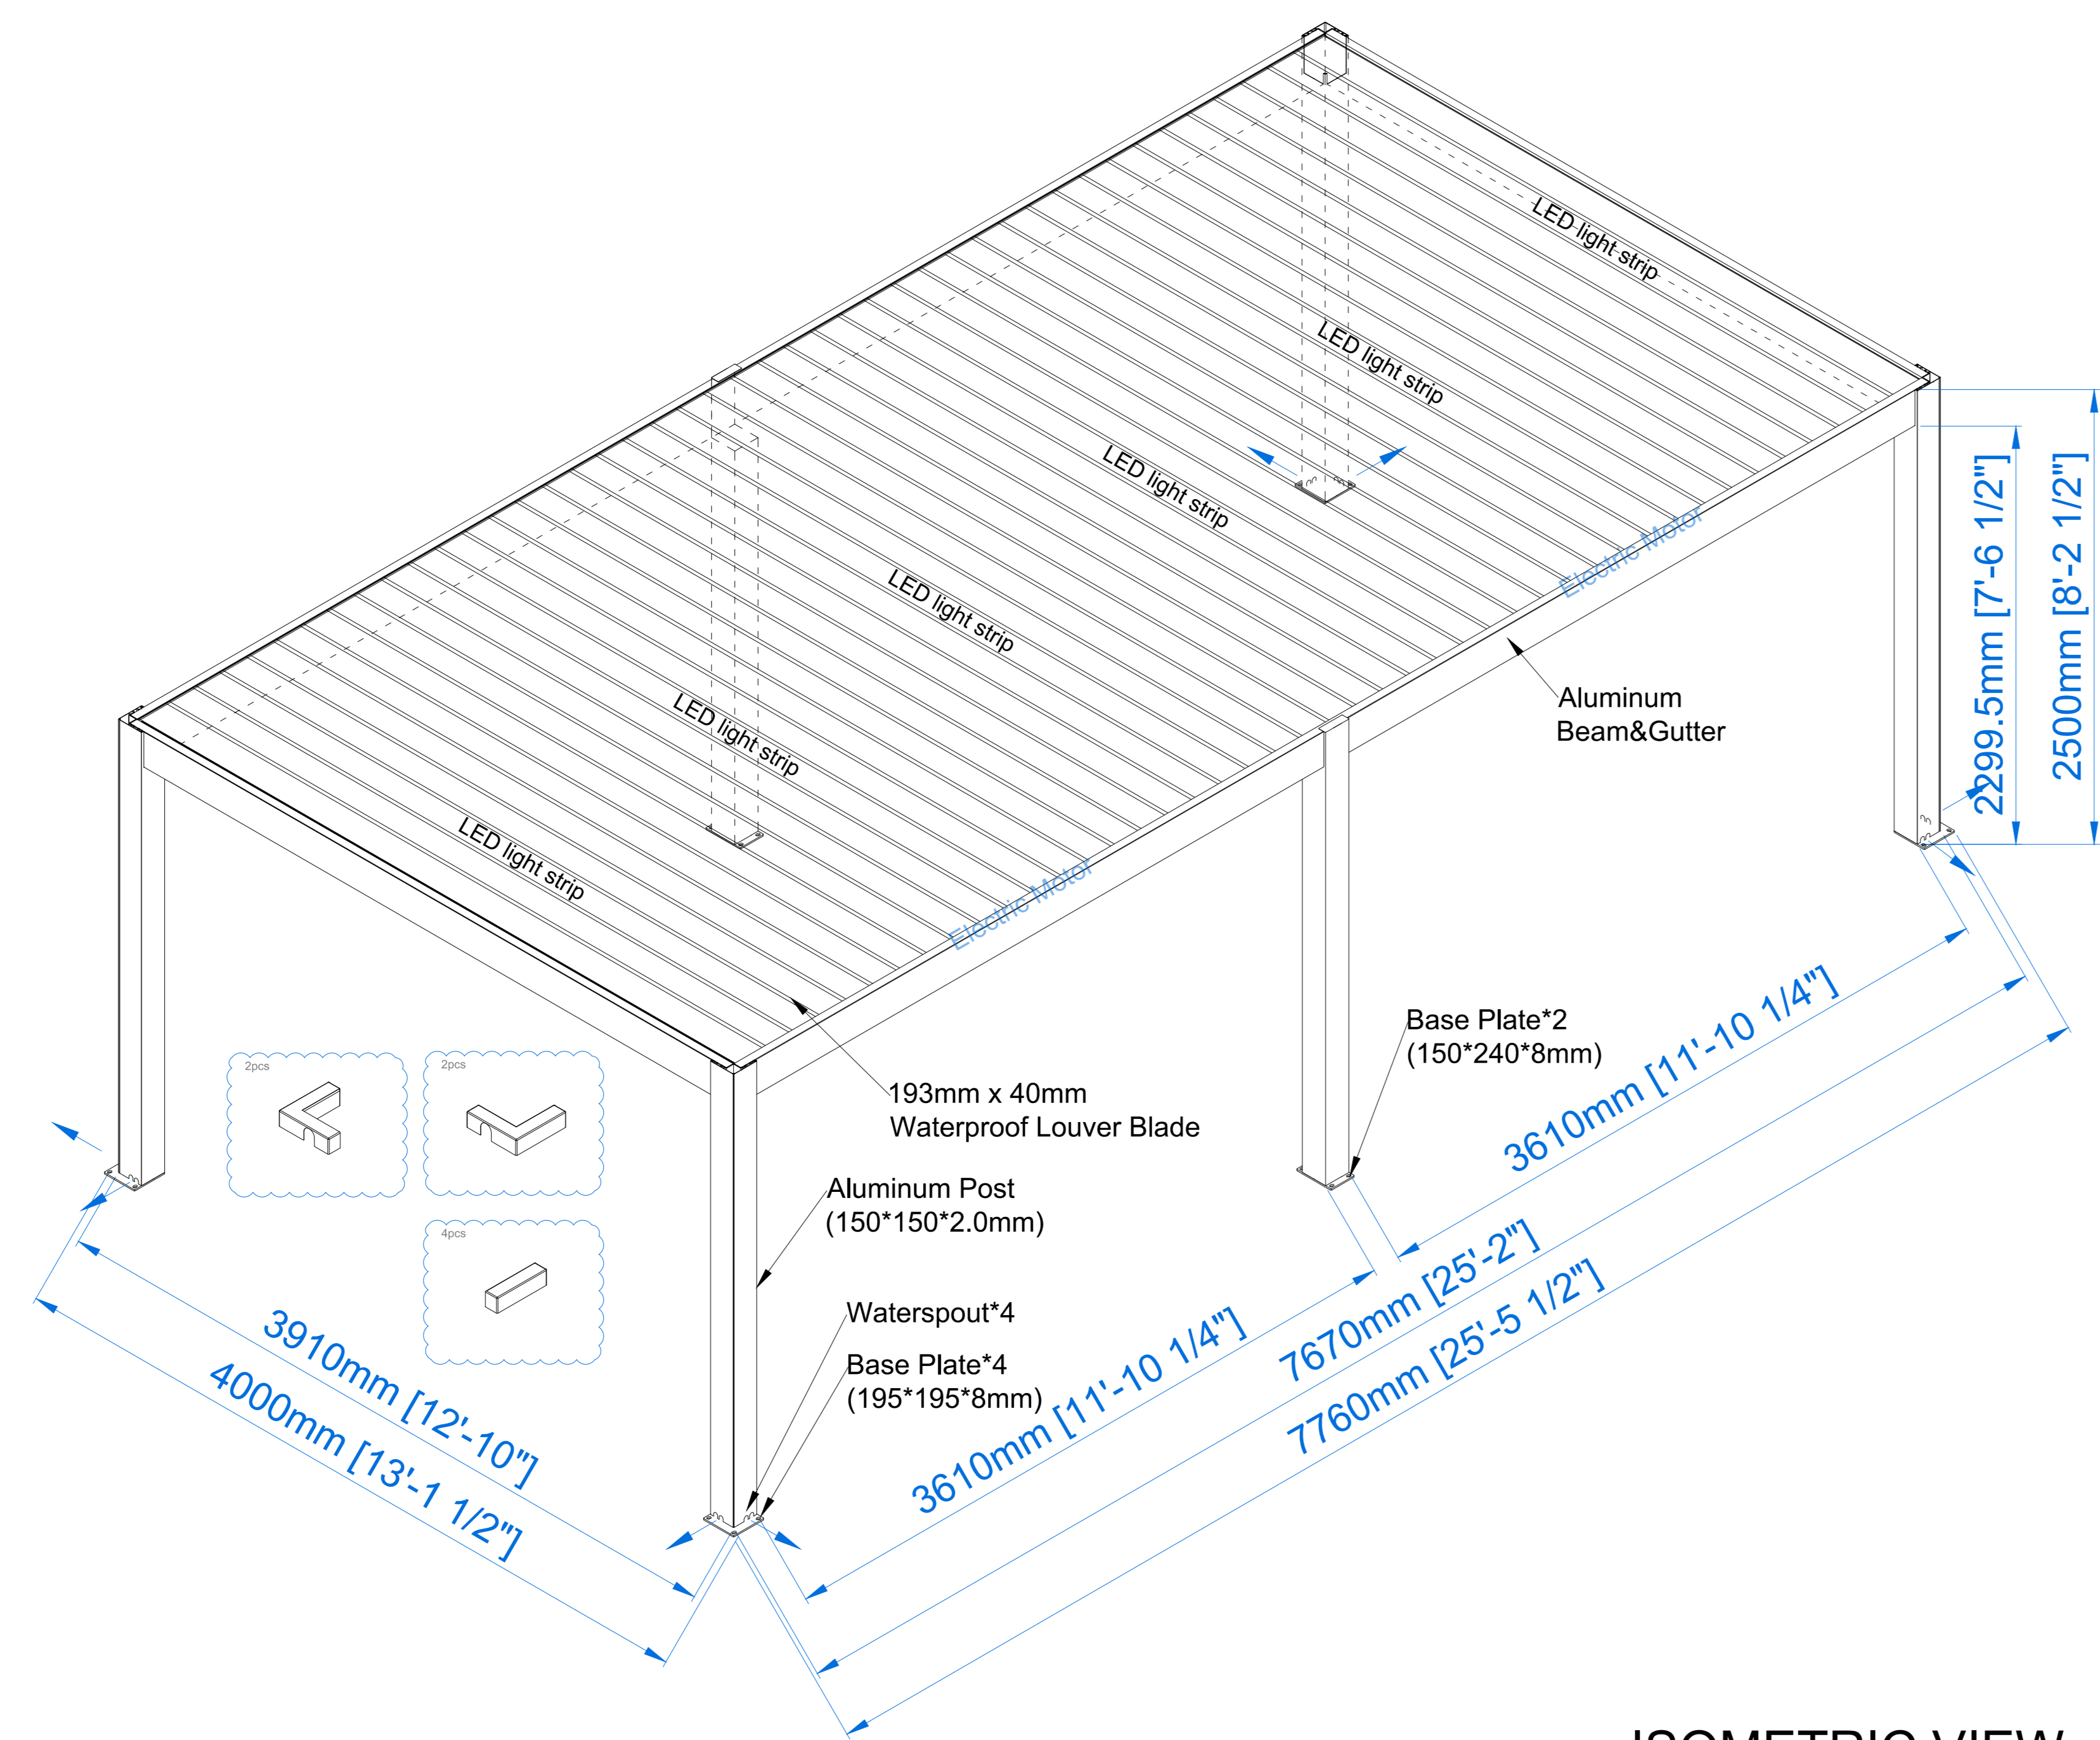 LED light strip
LED light strip
LED light strip
LED light strip
LED light strip
LED light strip
Electric Motor
Electric Motor
2299.5mm [7'-6 1/2"]
2500mm [8'-2 1/2"]
Aluminum
Beam&Gutter
Base Plate*2
(150*240*8mm)
193mm x 40mm
Waterproof Louver Blade
Aluminum Post
(150*150*2.0mm)
Waterspout*4
Base Plate*4
(195*195*8mm)
2pcs
2pcs
4pcs
3910mm [12'-10"]
4000mm [13'-1 1/2"]
3610mm [11'-10 1/4"]
3610mm [11'-10 1/4"]
7670mm [25'-2"]
7760mm [25'-5 1/2"]
ISOMETRIC VIEW